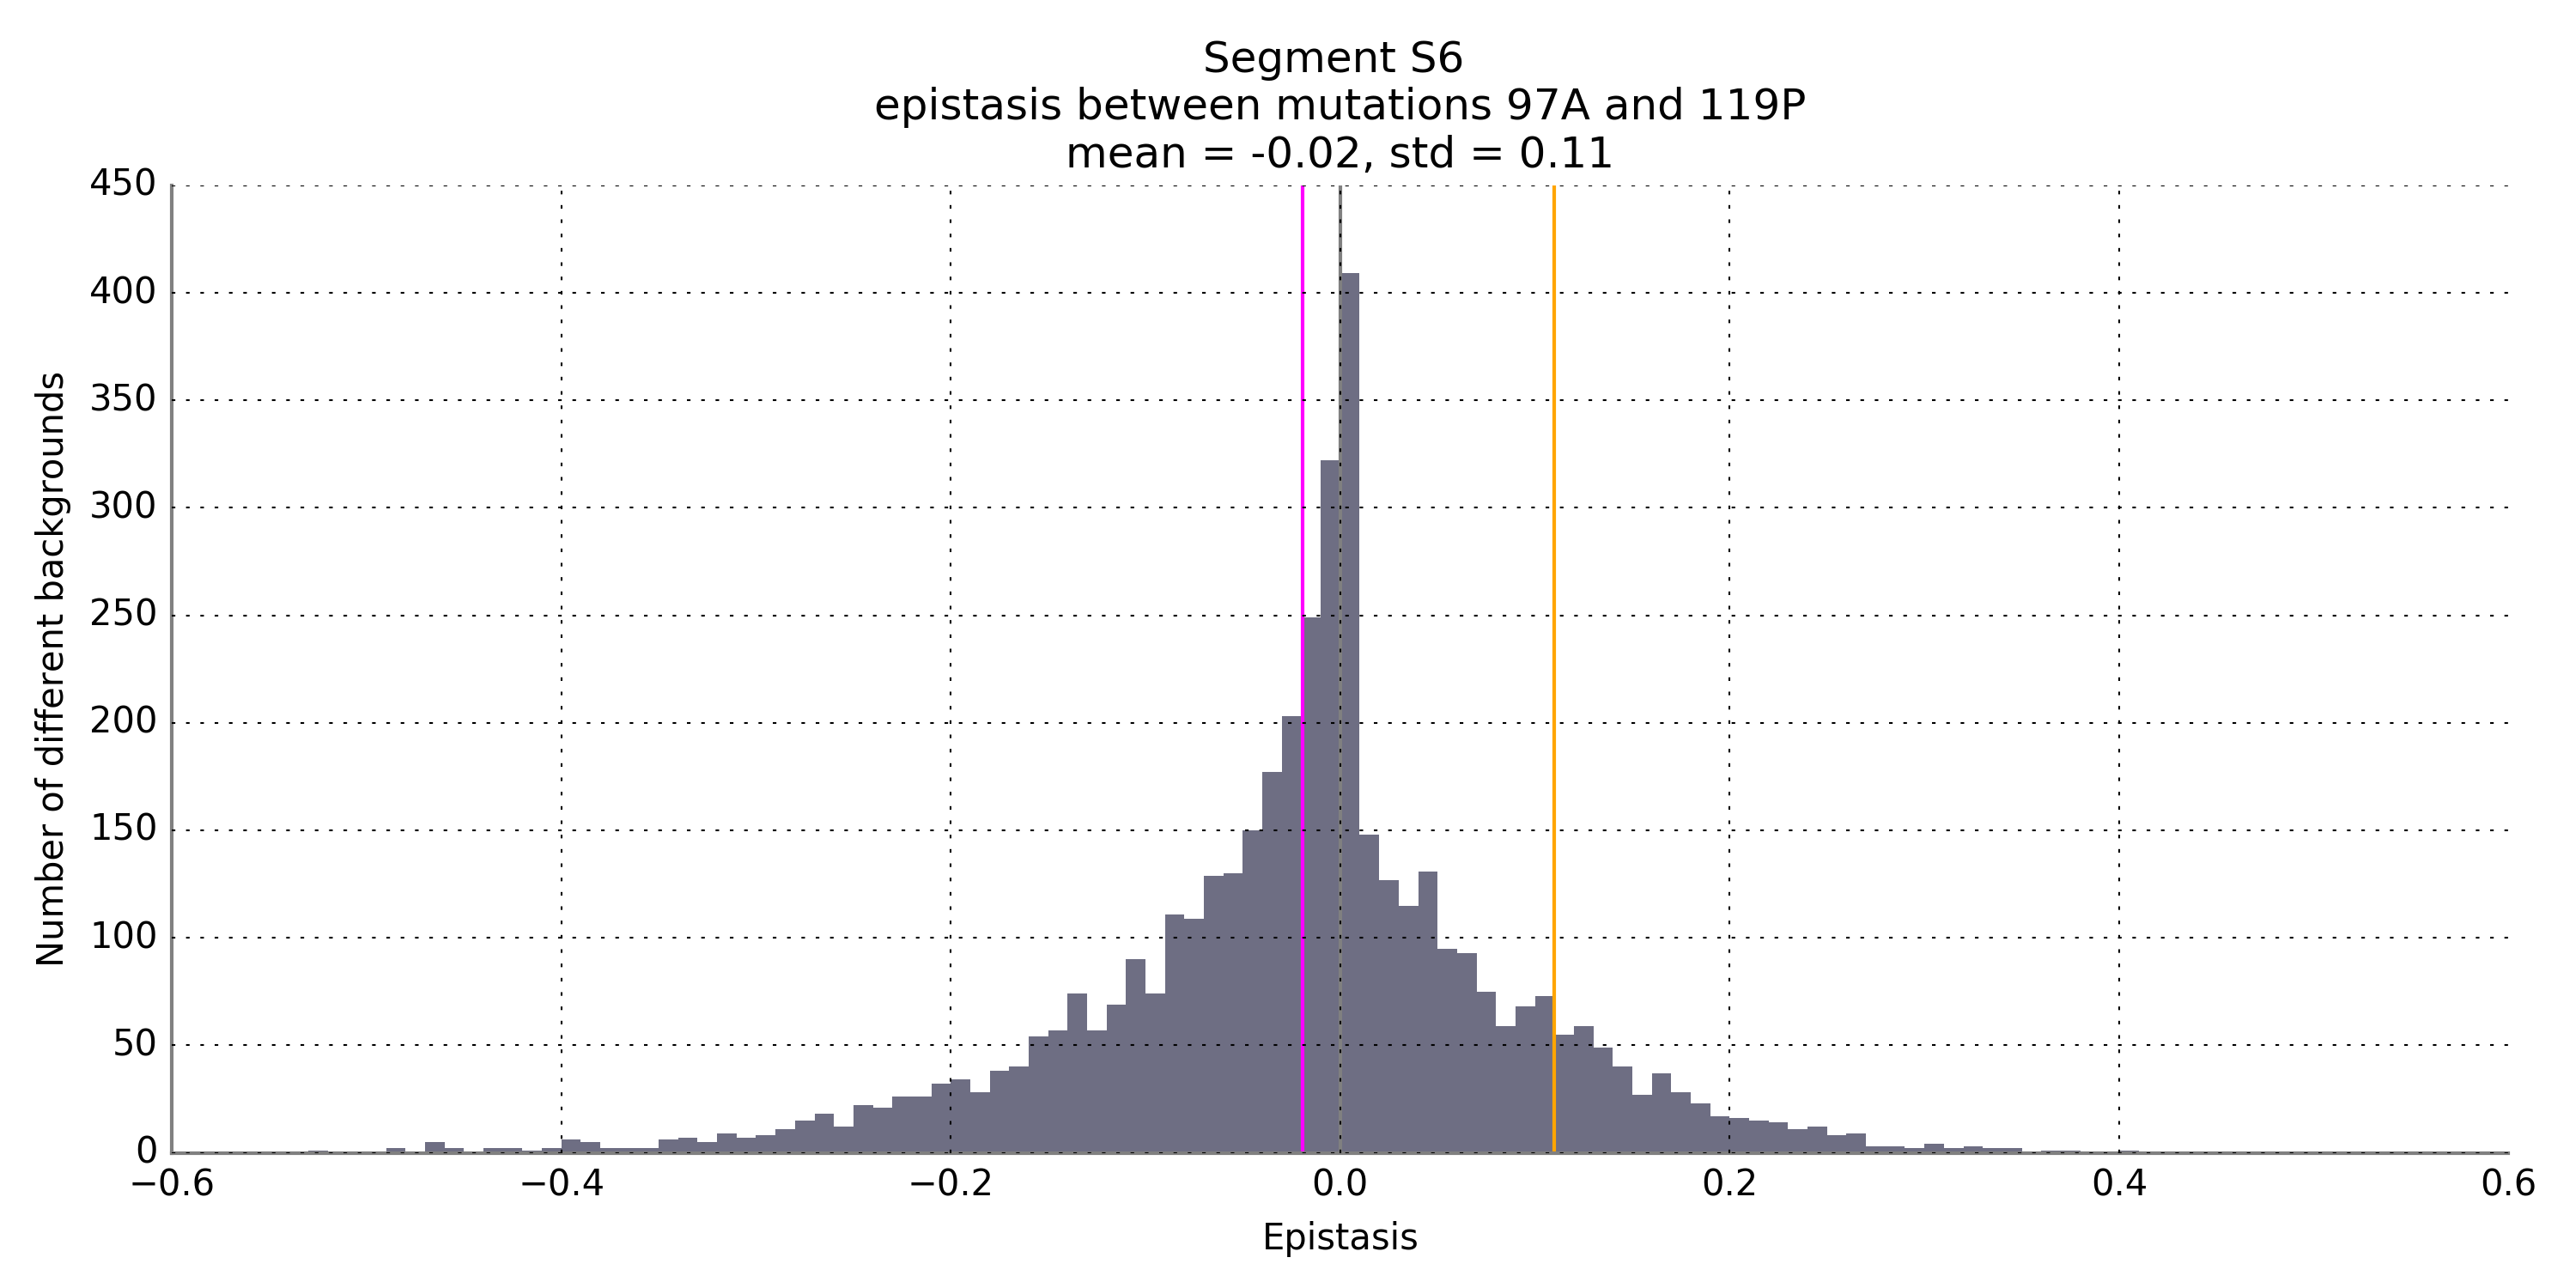 Segment S6
epistasis between mutations 97A and 119P
mean = -0.02, std = 0.11
450
400
350
300
250
200
150
100
50
0
Number of different backgrounds
−0.6 −0.4 −0.2 0.0 0.2 0.4 0.6
Epistasis